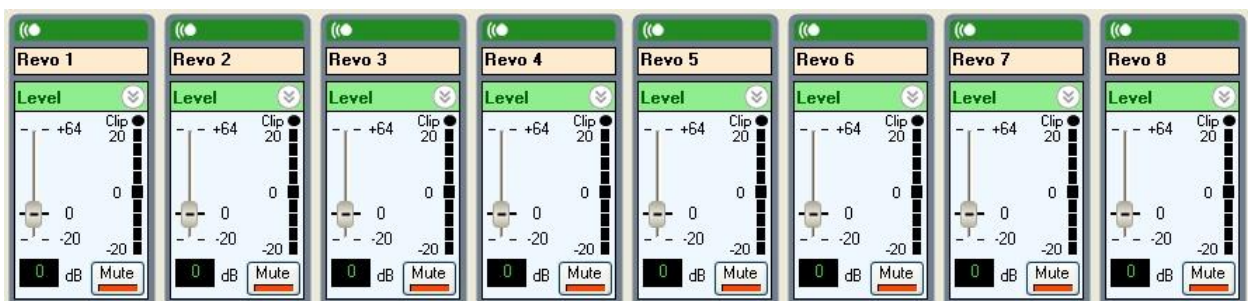 Revo 1 Revo 2 Revo 3 Revo 4 Revo 5 Revo 6 Revo 7 Revo 8
Level Level Level Level Level Level Level Level
Clip Clip Clip Clip Clip Clip Clip Clip
+64 20 +64 20 +64 20 +64 20 +64 20 +64 20 +64 20 +64 20
0 0 0 0 0 0 0 0
0 0 0 0 0 0 0 0
-20 -20 -20 -20 -20 -20 -20 -20 -20 -20 -20 -20 -20 -20 -20 -20
0 dB Mute 0 dB Mute 0 dB Mute 0 dB Mute 0 dB Mute 0 dB Mute 0 dB Mute 0 dB Mute